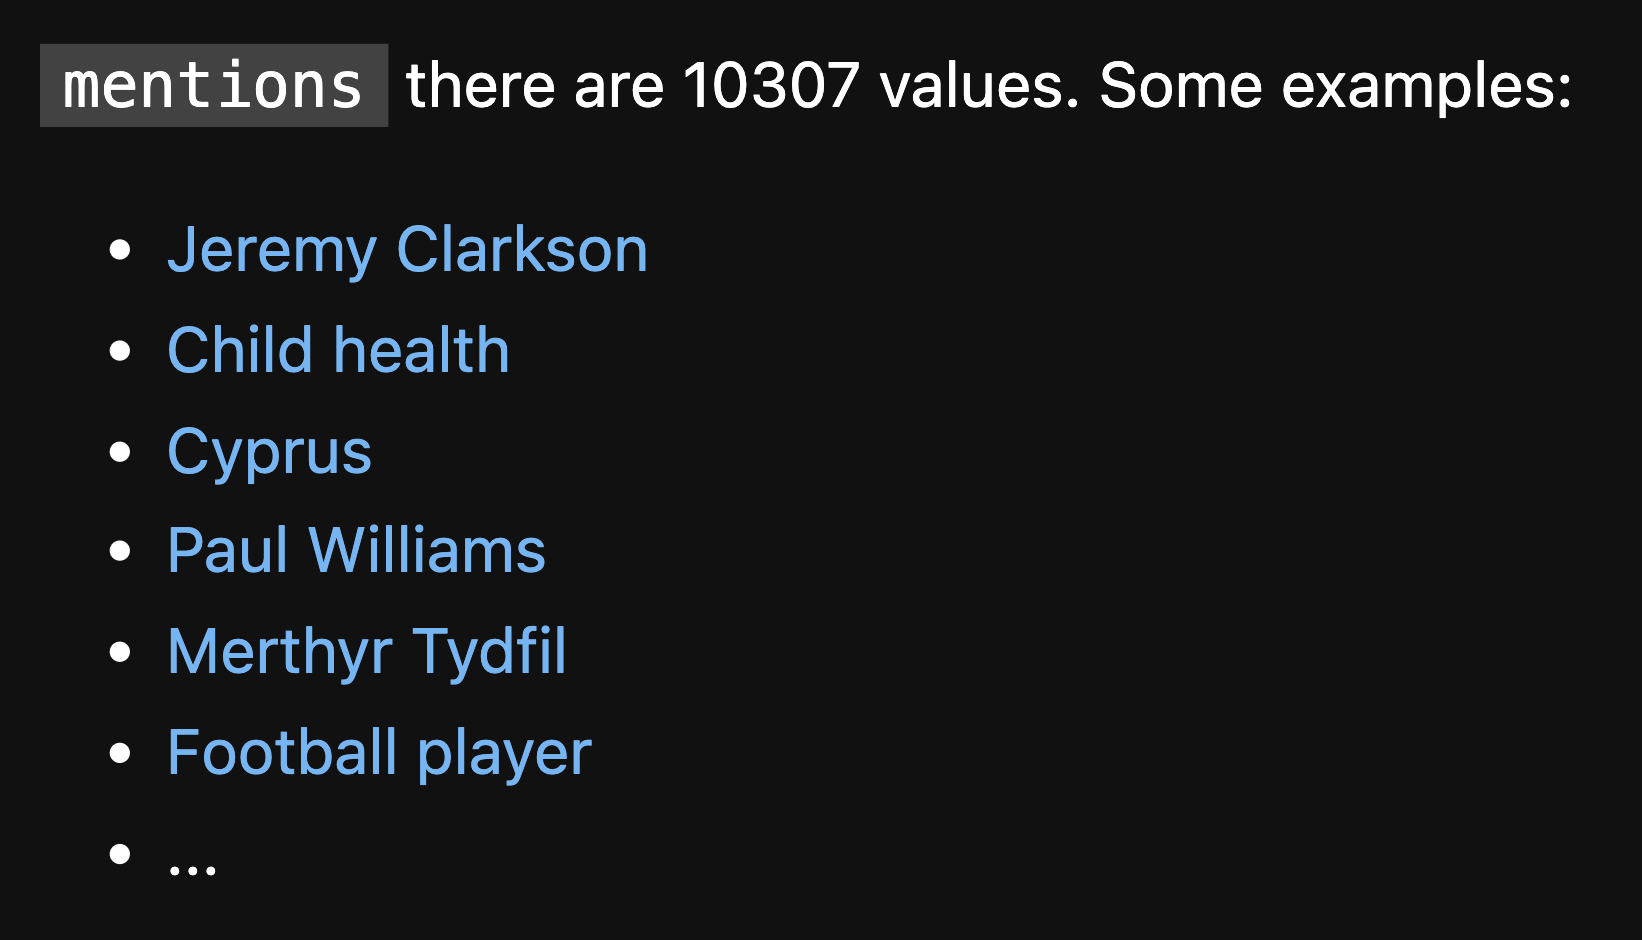 mentions there are 10307 values. Some examples:
• Jeremy Clarkson
• Child health
• Cyprus
• Paul Williams
• Merthyr Tydfil
• Football player
• ...